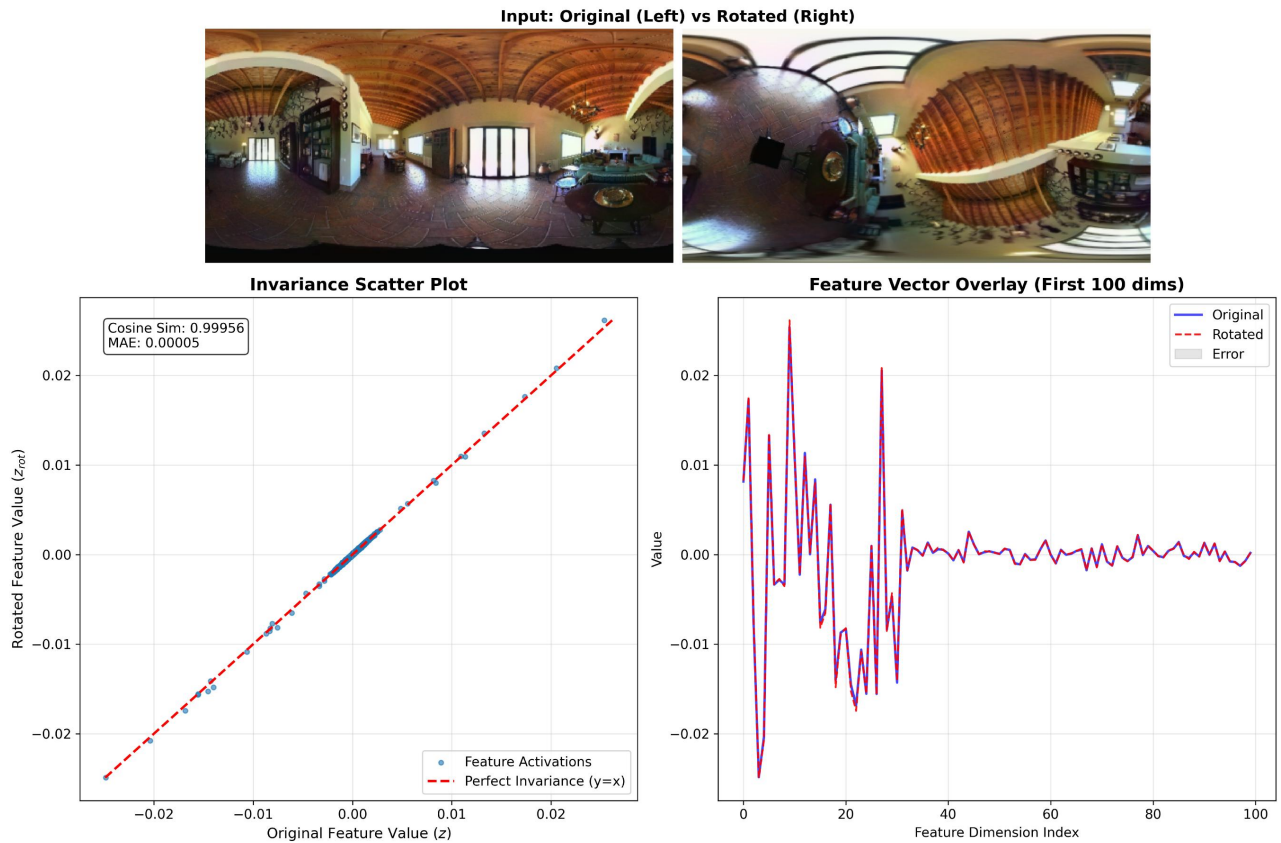 Input: Original (Left) vs Rotated (Right)
Invariance Scatter Plot
Cosine Sim: 0.99956
MAE: 0.00005
0.02
0.01
0.00
−0.01
−0.02
Rotated Feature Value (z_rot)
−0.02 −0.01 0.00 0.01 0.02
Original Feature Value (z)
Feature Activations
Perfect Invariance (y=x)
Feature Vector Overlay (First 100 dims)
Original
Rotated
Error
0.02
0.01
0.00
−0.01
−0.02
Value
0 20 40 60 80 100
Feature Dimension Index